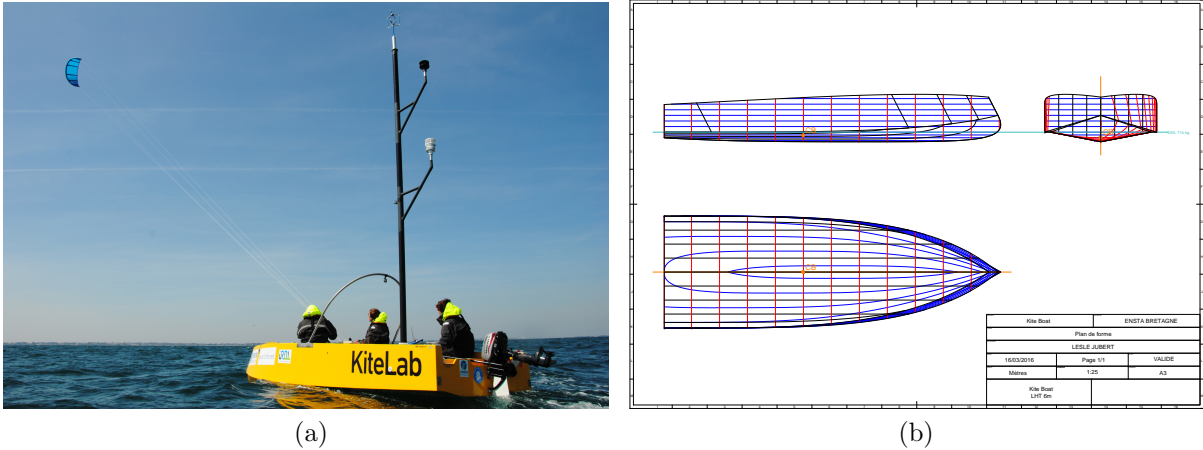 KiteLab
CB
CB
Kite Boat
ENSTA BRETAGNE
Plan de forme
LESLE JUBERT
16/03/2016
Page 1/1
VALIDE
Mètres
1:25
A3
Kite Boat
LHT 6m
(a)
(b)